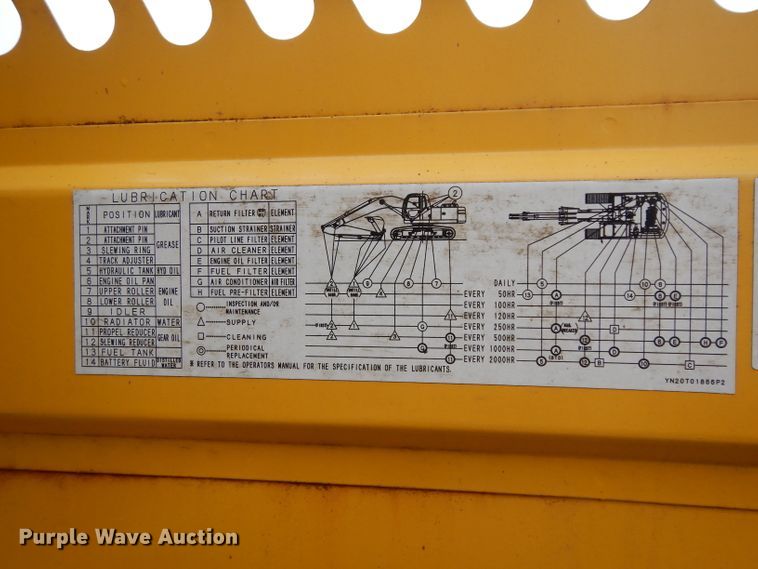 LUBRICATION CHART
MARK POSITION LUBRICANT
1 ATTACHMENT PIN
2 ATTACHMENT PIN
3 SLEWING RING
4 TRACK ADJUSTER
GREASE
5 HYDRAULIC TANK HYD OIL
6 ENGINE OIL PAN
7 UPPER ROLLER
8 LOWER ROLLER
9 IDLER
ENGINE OIL
10 RADIATOR WATER
11 PROPEL REDUCER
12 SLEWING REDUCER
GEAR OIL
13 FUEL TANK
14 BATTERY FLUID DISTILLED WATER
A RETURN FILTER ELEMENT
B SUCTION STRAINER STRAINER
C PILOT LINE FILTER ELEMENT
D AIR CLEANER ELEMENT
E ENGINE OIL FILTER ELEMENT
F FUEL FILTER ELEMENT
G AIR CONDITIONER AIR FILTER
H FUEL PRE-FILTER ELEMENT
INSPECTION AND/OR MAINTENANCE
SUPPLY
CLEANING
PERIODICAL REPLACEMENT
※ REFER TO THE OPERATORS MANUAL FOR THE SPECIFICATION OF THE LUBRICANTS.
2
DAILY
EVERY 50HR
EVERY 100HR
EVERY 120HR
EVERY 250HR
EVERY 500HR
EVERY 1000HR
EVERY 2000HR
YN20T01855P2
Purple Wave Auction